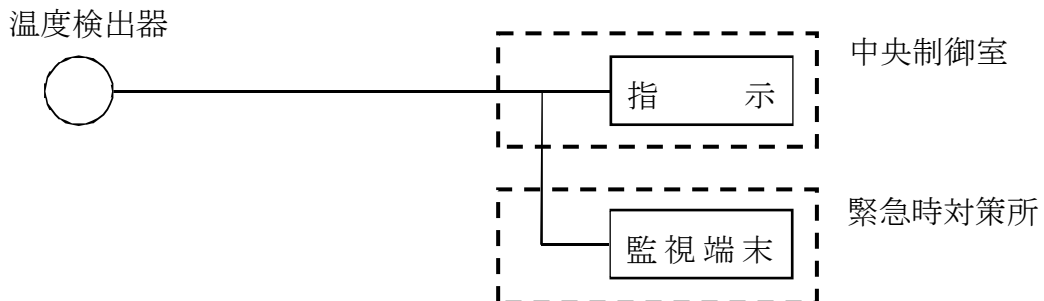 温度検出器
中央制御室
指 示
緊急時対策所
監視端末